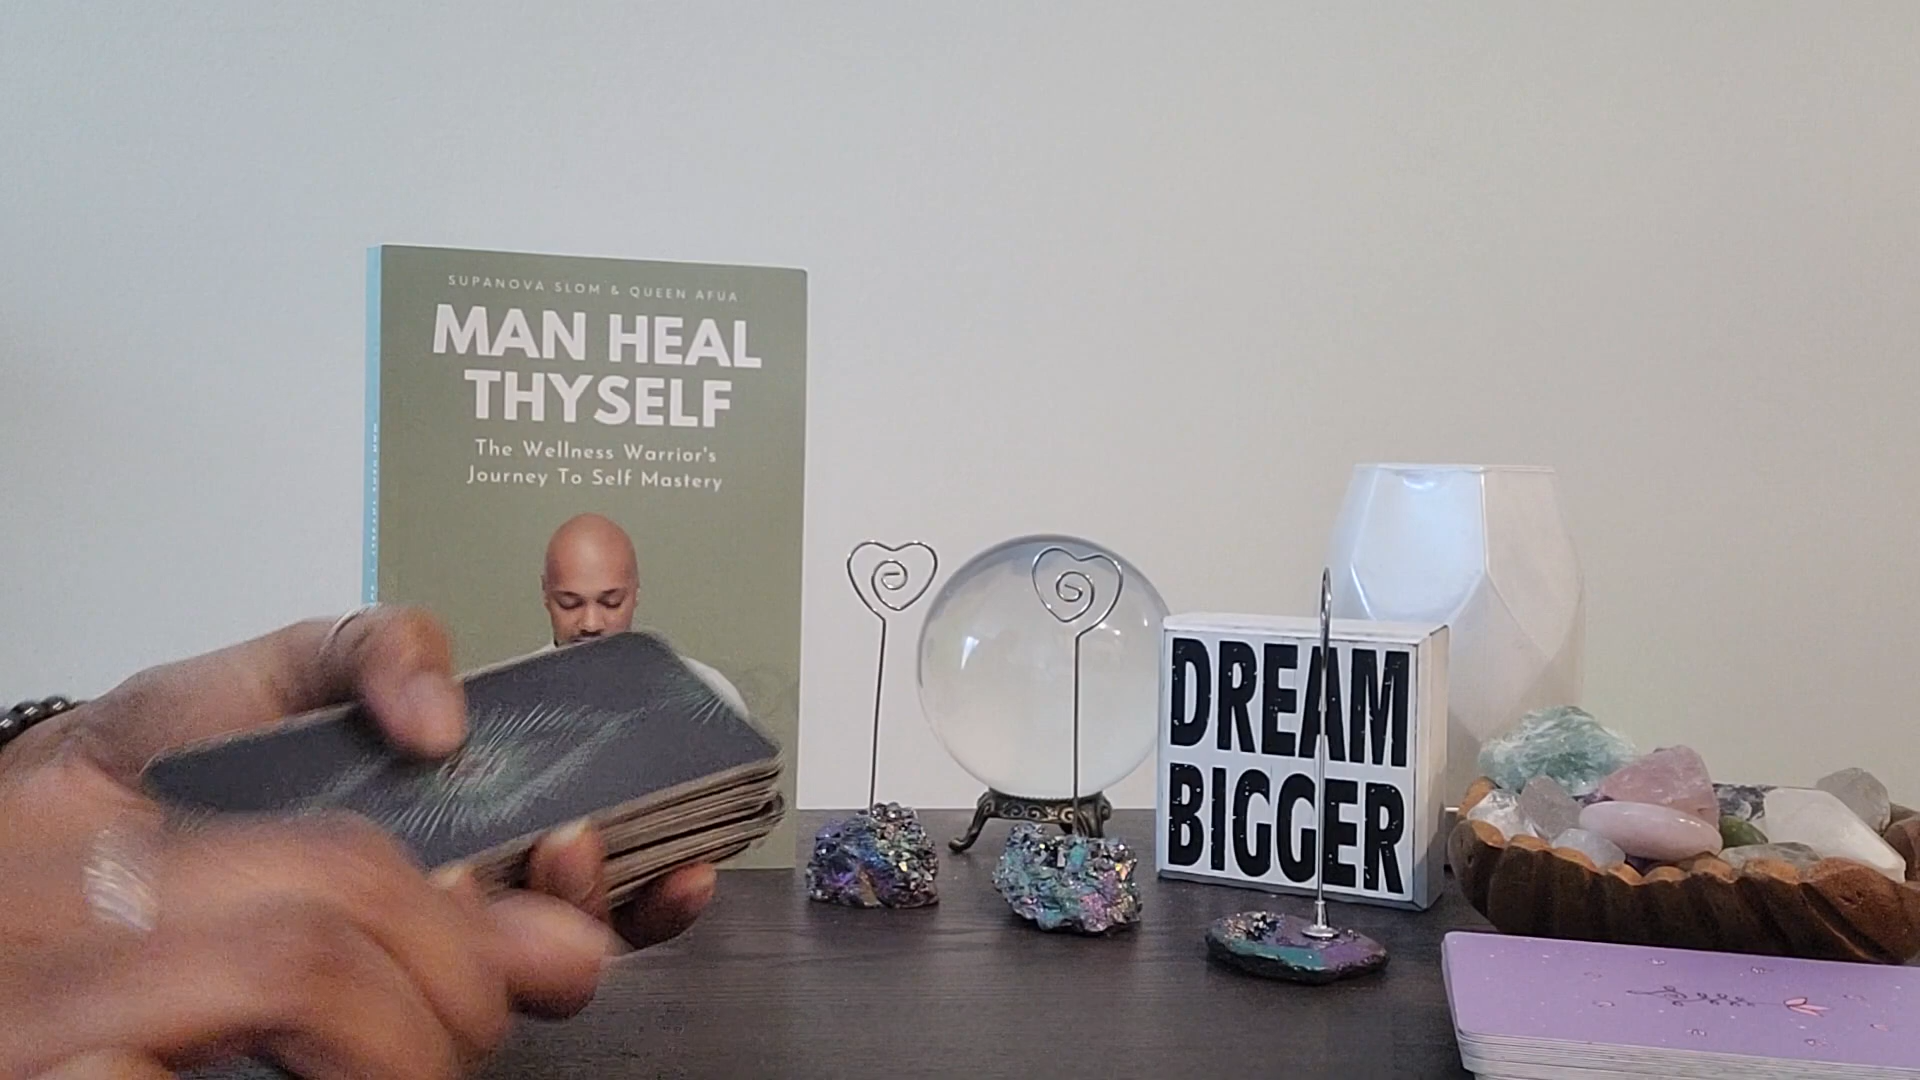 SUPANOVA SLOM & QUEEN AFUA
MAN HEAL
THYSELF
The Wellness Warrior's
Journey To Self Mastery
DREAM
BIGGER